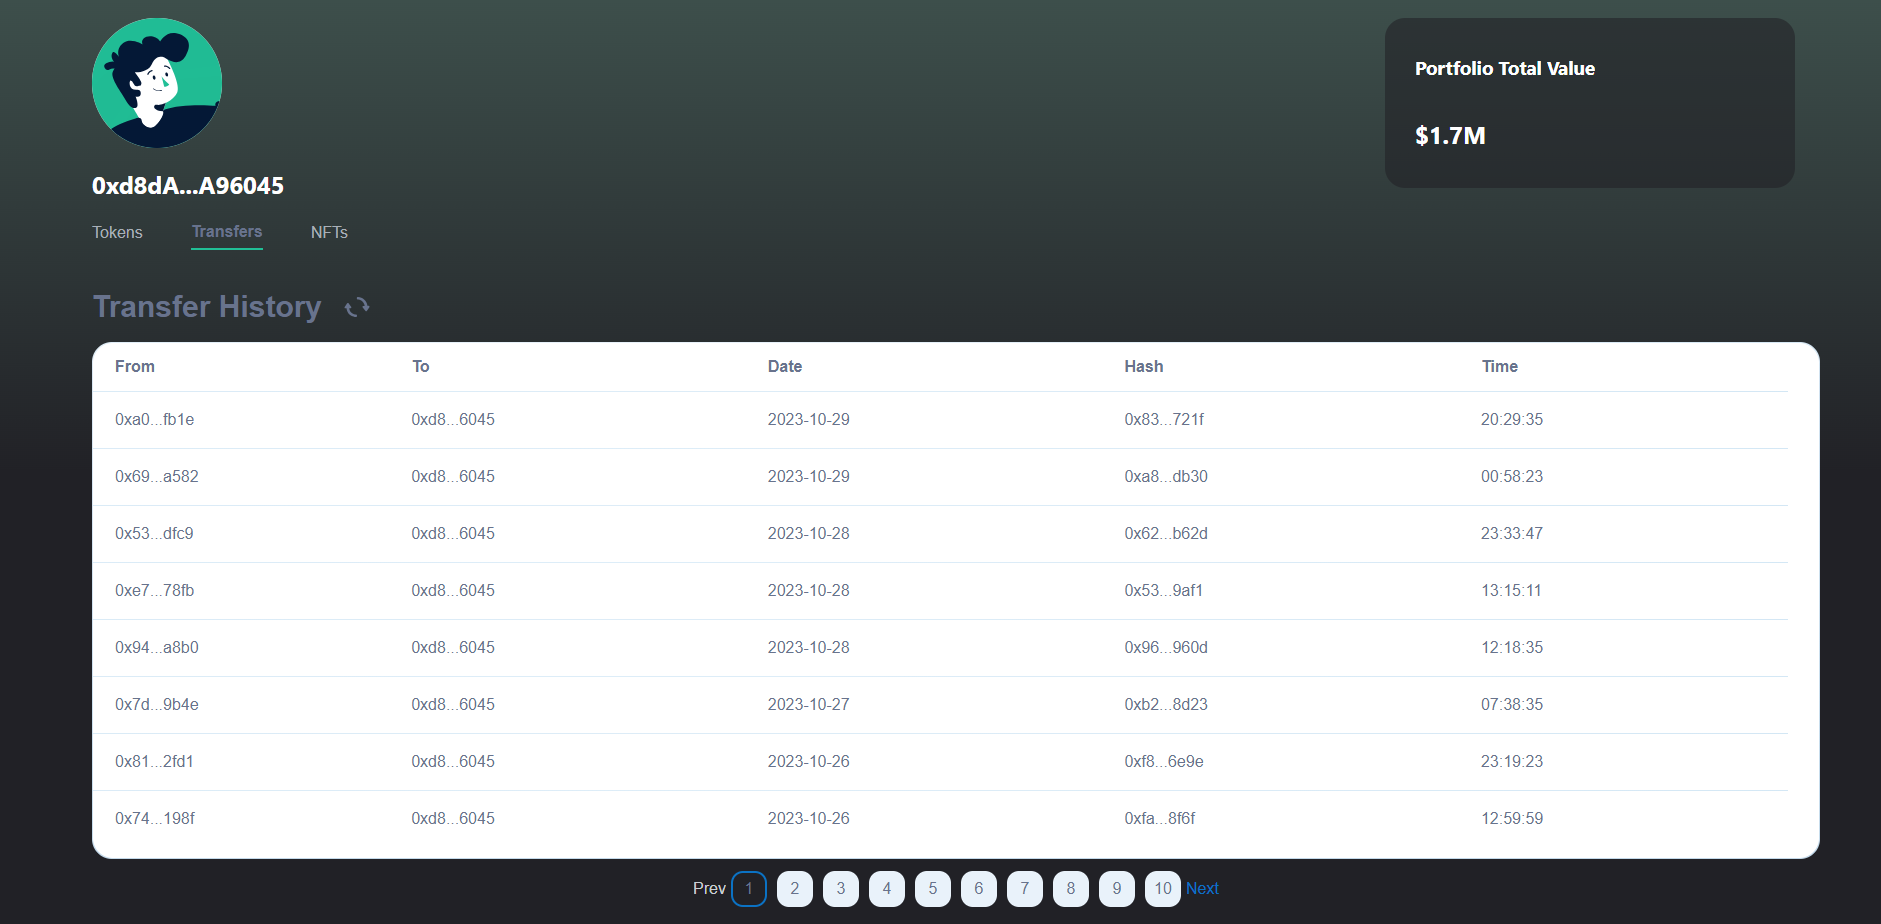 Portfolio Total Value
$1.7M
0xd8dA...A96045
Tokens Transfers NFTs
Transfer History
From To Date Hash Time
0xa0...fb1e 0xd8...6045 2023-10-29 0x83...721f 20:29:35
0x69...a582 0xd8...6045 2023-10-29 0xa8...db30 00:58:23
0x53...dfc9 0xd8...6045 2023-10-28 0x62...b62d 23:33:47
0xe7...78fb 0xd8...6045 2023-10-28 0x53...9af1 13:15:11
0x94...a8b0 0xd8...6045 2023-10-28 0x96...960d 12:18:35
0x7d...9b4e 0xd8...6045 2023-10-27 0xb2...8d23 07:38:35
0x81...2fd1 0xd8...6045 2023-10-26 0xf8...6e9e 23:19:23
0x74...198f 0xd8...6045 2023-10-26 0xfa...8f6f 12:59:59
Prev 1 2 3 4 5 6 7 8 9 10 Next